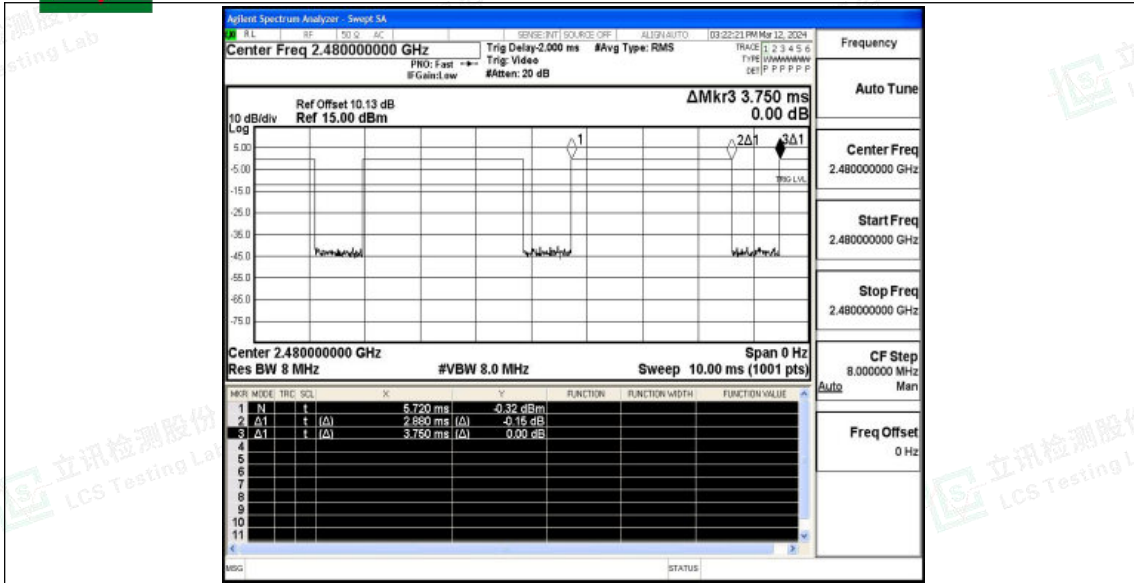 Agilent Spectrum Analyzer - Swept SA
RL RF 50 Ω AC SENSE:INT SOURCE OFF ALIGN AUTO 03:22:21 PM Mar 12, 2024
Center Freq 2.480000000 GHz Trig Delay-2.000 ms #Avg Type: RMS TRACE 1 2 3 4 5 6
PNO: Fast Trig: Video TYPE WWWWWW
IFGain:Low #Atten: 20 dB DET P P P P P P
Frequency
Auto Tune
Center Freq
2.480000000 GHz
Start Freq
2.480000000 GHz
Stop Freq
2.480000000 GHz
CF Step
8.000000 MHz
Auto Man
Freq Offset
0 Hz
ΔMkr3 3.750 ms
0.00 dB
Ref Offset 10.13 dB
10 dB/div Ref 15.00 dBm
Log
1
2Δ1
3Δ1
TRIG LVL
5.00
-5.00
-15.0
-25.0
-35.0
-45.0
-55.0
-65.0
-75.0
Center 2.480000000 GHz Span 0 Hz
Res BW 8 MHz #VBW 8.0 MHz Sweep 10.00 ms (1001 pts)
MKR MODE TRC SCL X Y FUNCTION FUNCTION WIDTH FUNCTION VALUE
1 N t 5.720 ms -0.32 dBm
2 Δ1 t (Δ) 2.880 ms (Δ) -0.15 dB
3 Δ1 t (Δ) 3.750 ms (Δ) 0.00 dB
4
5
6
7
8
9
10
11
MSG STATUS
立讯检测股份
LCS Testing Lab
立讯检测股份
LCS Testing L